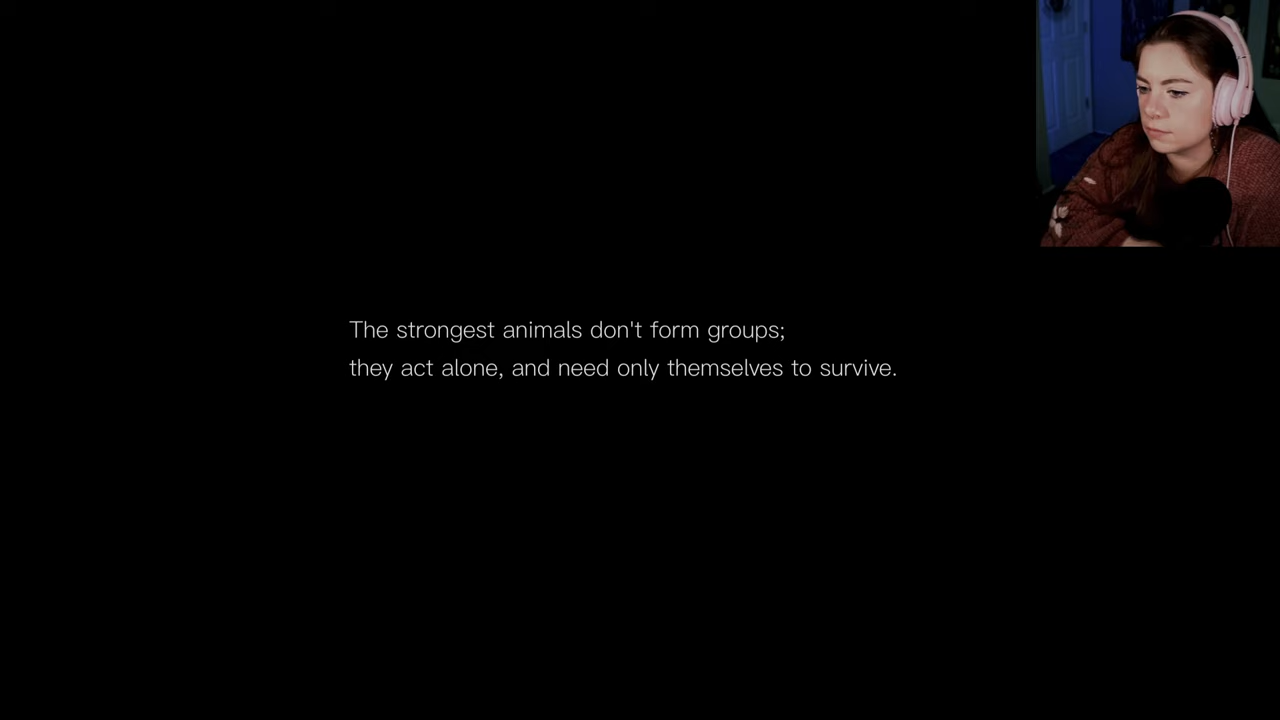 The strongest animals don't form groups;
they act alone, and need only themselves to survive.